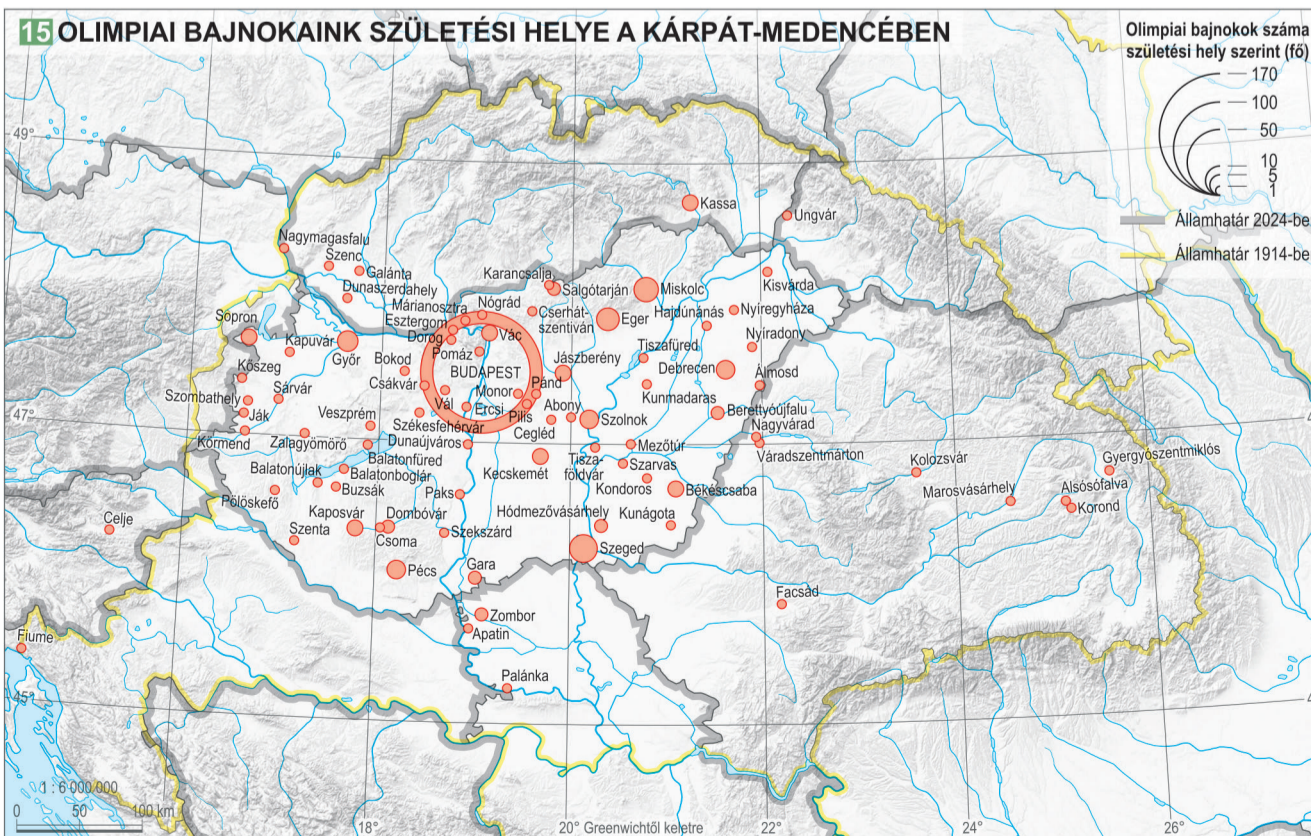 15 OLIMPIAI BAJNOKAINK SZÜLETÉSI HELYE A KÁRPÁT-MEDENCÉBEN
Olimpiai bajnokok száma
születési hely szerint (fő)
170
100
50
10
5
1
Államhatár 2024-be
Államhatár 1914-be
49°
Kassa
Ungvár
Nagymagasfalu
Szenc
Galánta
Dunaszerdahely
Karancsalja
Salgótarján
Miskolc
Kisvárda
Nógrád
Márianosztra
Esztergom
Cserhát-
szentiván
Eger
Hajdúnánás
Nyíregyháza
Sopron
Kapuvár
Győr
Dorog
Vác
Pomáz
Nyíradony
Tiszafüred
Bokod
BUDAPEST
Jászberény
Debrecen
Kőszeg
Csákvár
Monor
Pánd
Álmosd
Szombathely
Sárvár
Vál
Ercsi
Pilis
Abony
Kunmadaras
47°
Ják
Veszprém
Székesfehérvár
Cegléd
Szolnok
Berettyóújfalu
Nagyvárad
Körmend
Zalagyömörő
Dunaújváros
Mezőtúr
Váradszentmárton
Balatonfüred
Kecskemét
Tisza-
földvár
Szarvas
Kolozsvár
Gyergyószentmiklós
Balatonújlak
Balatonboglár
Buzsák
Kondoros
Marosvásárhely
Alsósófalva
Pölöskefő
Paks
Békéscsaba
Korond
Kaposvár
Dombóvár
Hódmezővásárhely
Kunágota
Celje
Szenta
Csoma
Szekszárd
Szeged
Pécs
Gara
Facsád
Zombor
Apatin
Fiume
Palánka
45°
1 : 6 000 000
0 50 100 km
18° 20° Greenwichtől keletre 22° 24° 26°